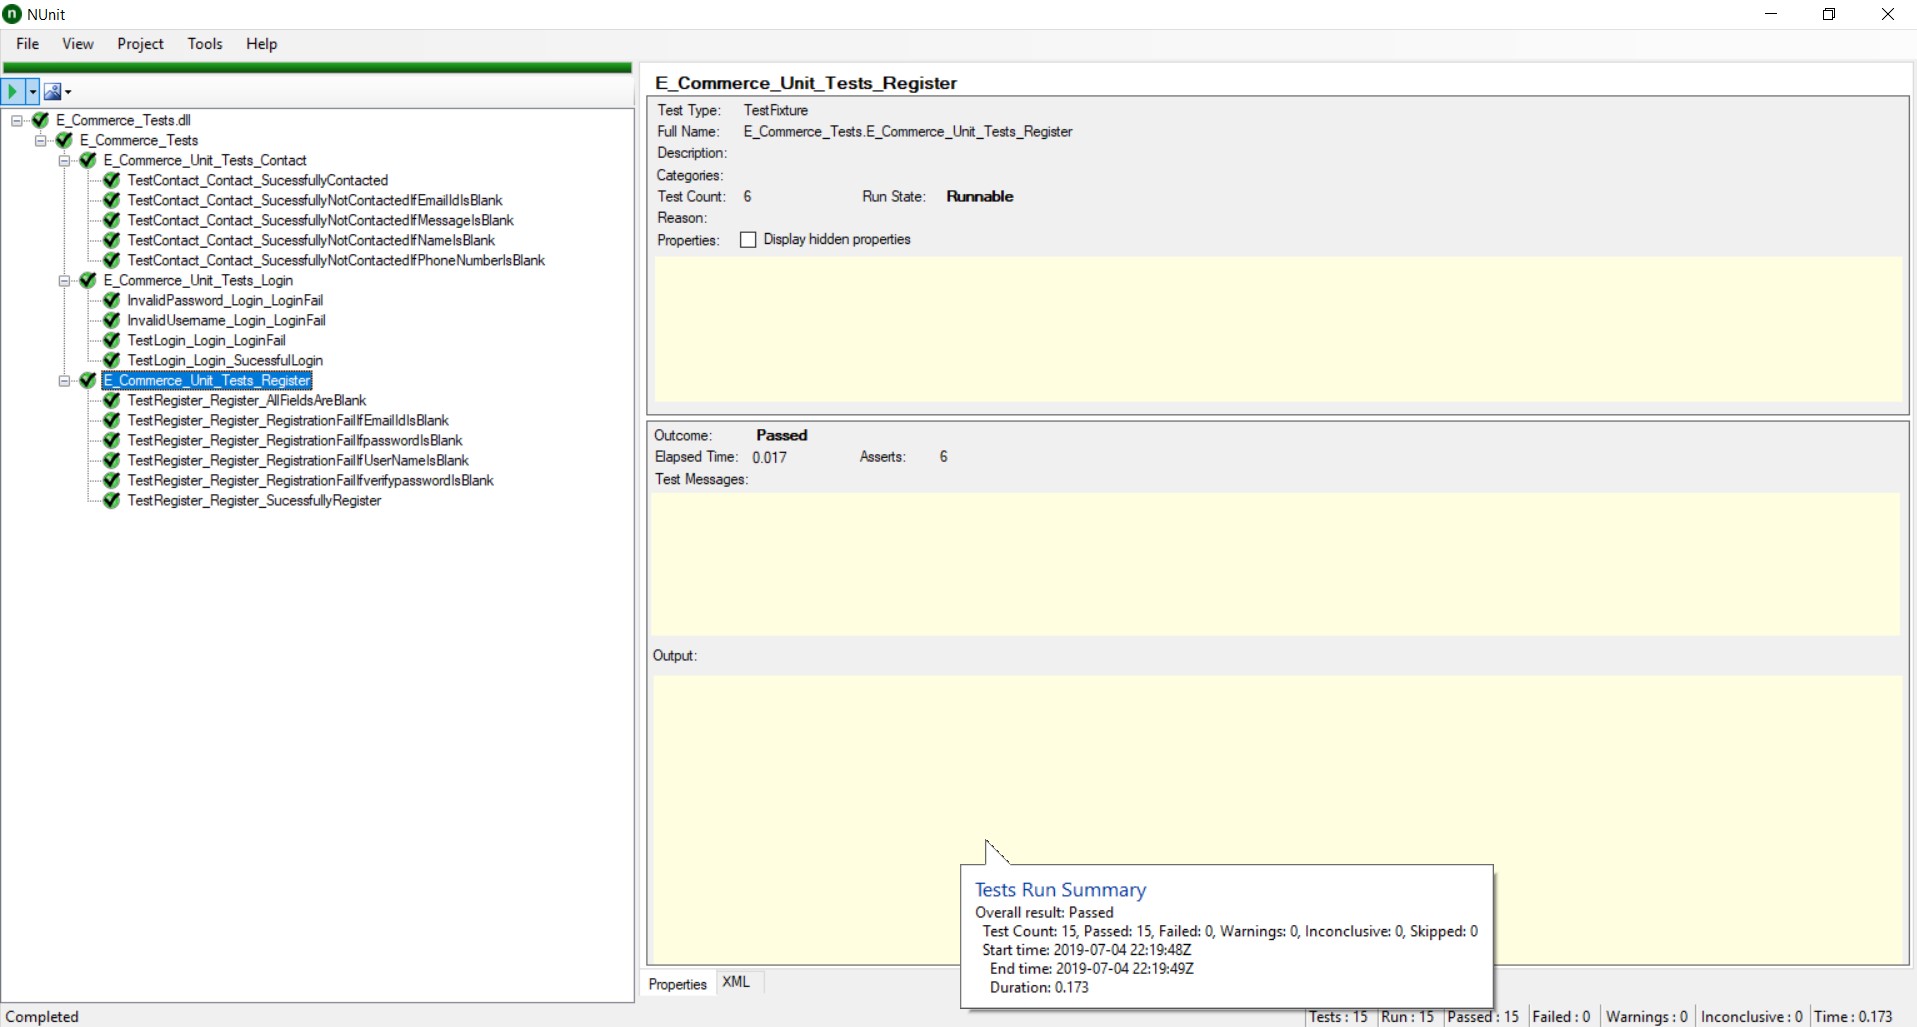 NUnit
File View Project Tools Help
E_Commerce_Tests.dll
E_Commerce_Tests
E_Commerce_Unit_Tests_Contact
TestContact_Contact_SucessfullyContacted
TestContact_Contact_SucessfullyNotContactedIfEmailIdIsBlank
TestContact_Contact_SucessfullyNotContactedIfMessageIsBlank
TestContact_Contact_SucessfullyNotContactedIfNameIsBlank
TestContact_Contact_SucessfullyNotContactedIfPhoneNumberIsBlank
E_Commerce_Unit_Tests_Login
InvalidPassword_Login_LoginFail
InvalidUsername_Login_LoginFail
TestLogin_Login_LoginFail
TestLogin_Login_SucessfulLogin
E_Commerce_Unit_Tests_Register
TestRegister_Register_AllFieldsAreBlank
TestRegister_Register_RegistrationFailIfEmailIdIsBlank
TestRegister_Register_RegistrationFailIfpasswordIsBlank
TestRegister_Register_RegistrationFailIfUserNameIsBlank
TestRegister_Register_RegistrationFailIfverifypasswordIsBlank
TestRegister_Register_SucessfullyRegister
E_Commerce_Unit_Tests_Register
Test Type: TestFixture
Full Name: E_Commerce_Tests.E_Commerce_Unit_Tests_Register
Description:
Categories:
Test Count: 6 Run State: Runnable
Reason:
Properties: Display hidden properties
Outcome: Passed
Elapsed Time: 0.017 Asserts: 6
Test Messages:
Output:
Tests Run Summary
Overall result: Passed
Test Count: 15, Passed: 15, Failed: 0, Warnings: 0, Inconclusive: 0, Skipped: 0
Start time: 2019-07-04 22:19:48Z
End time: 2019-07-04 22:19:49Z
Duration: 0.173
Properties XML
Completed Tests : 15 Run : 15 Passed : 15 Failed : 0 Warnings : 0 Inconclusive : 0 Time : 0.173